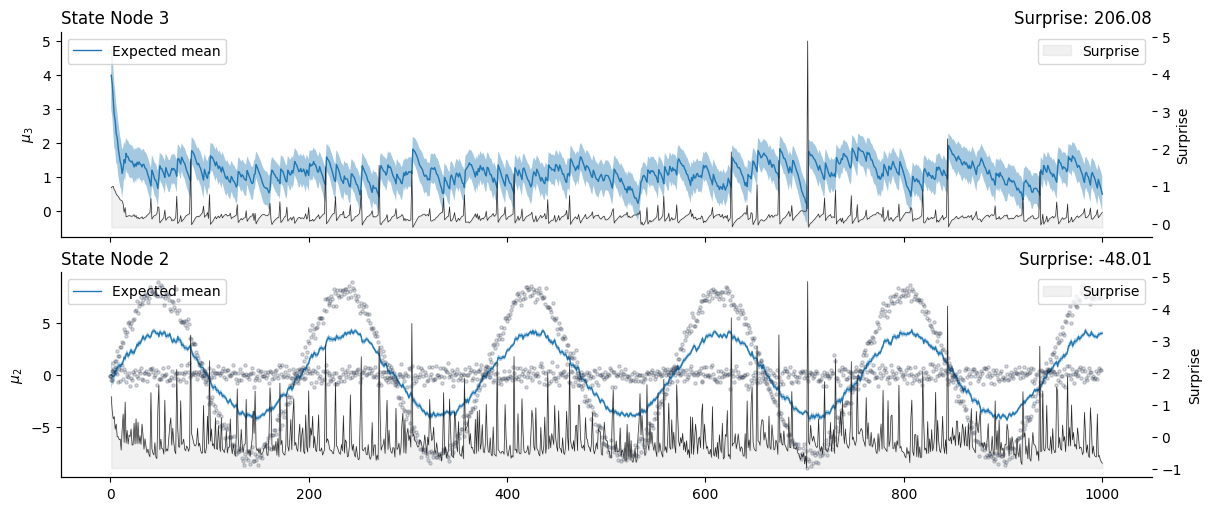 State Node 3
Surprise: 206.08
Expected mean
Surprise
5
4
3
2
1
0
μ3
5
4
3
2
1
0
Surprise
State Node 2
Surprise: -48.01
Expected mean
Surprise
5
0
−5
μ2
5
4
3
2
1
0
−1
Surprise
0
200
400
600
800
1000